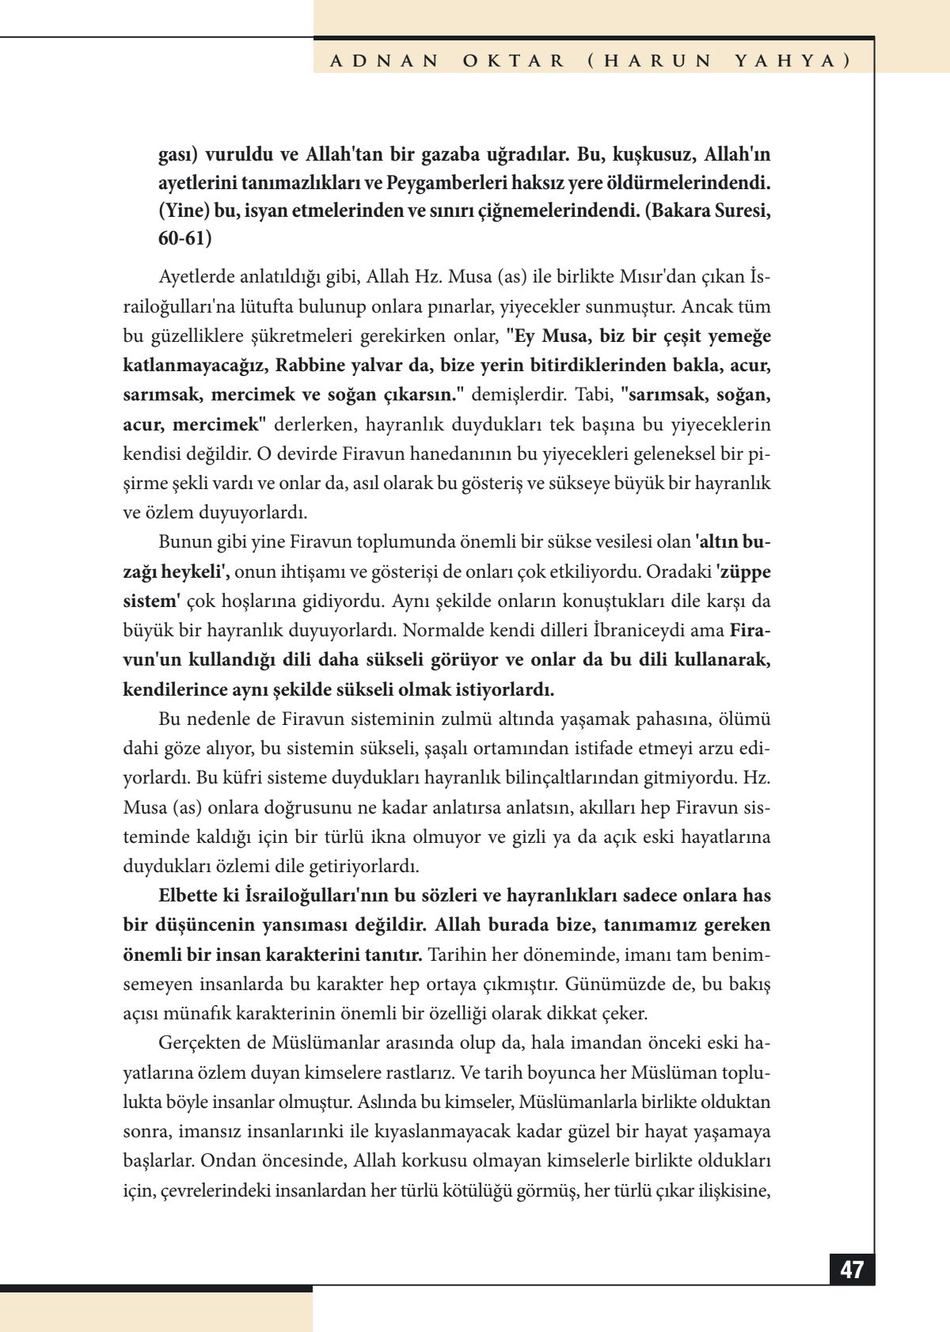 ADNAN OKTAR (HARUN YAHYA)
gası) vuruldu ve Allah'tan bir gazaba uğradılar. Bu, kuşkusuz, Allah'ın
ayetlerini tanımazlıkları ve Peygamberleri haksız yere öldürmelerindendi.
(Yine) bu, isyan etmelerinden ve sınırı çiğnemelerindendi. (Bakara Suresi,
60-61)
Ayetlerde anlatıldığı gibi, Allah Hz. Musa (as) ile birlikte Mısır'dan çıkan İs-
railoğulları'na lütufta bulunup onlara pınarlar, yiyecekler sunmuştur. Ancak tüm
bu güzelliklere şükretmeleri gerekirken onlar, "Ey Musa, biz bir çeşit yemeğe
katlanmayacağız, Rabbine yalvar da, bize yerin bitirdiklerinden bakla, acur,
sarımsak, mercimek ve soğan çıkarsın." demişlerdir. Tabi, "sarımsak, soğan,
acur, mercimek" derlerken, hayranlık duydukları tek başına bu yiyeceklerin
kendisi değildir. O devirde Firavun hanedanının bu yiyecekleri geleneksel bir pi-
şirme şekli vardı ve onlar da, asıl olarak bu gösteriş ve sükseye büyük bir hayranlık
ve özlem duyuyorlardı.
Bunun gibi yine Firavun toplumunda önemli bir sükse vesilesi olan 'altın bu-
zağı heykeli', onun ihtişamı ve gösterişi de onları çok etkiliyordu. Oradaki 'züppe
sistem' çok hoşlarına gidiyordu. Aynı şekilde onların konuştukları dile karşı da
büyük bir hayranlık duyuyorlardı. Normalde kendi dilleri İbraniceydi ama Fira-
vun'un kullandığı dili daha sükseli görüyor ve onlar da bu dili kullanarak,
kendilerince aynı şekilde sükseli olmak istiyorlardı.
Bu nedenle de Firavun sisteminin zulmü altında yaşamak pahasına, ölümü
dahi göze alıyor, bu sistemin sükseli, şaşalı ortamından istifade etmeyi arzu edi-
yorlardı. Bu küfri sisteme duydukları hayranlık bilinçaltlarından gitmiyordu. Hz.
Musa (as) onlara doğrusunu ne kadar anlatırsa anlatsın, akılları hep Firavun sis-
teminde kaldığı için bir türlü ikna olmuyor ve gizli ya da açık eski hayatlarına
duydukları özlemi dile getiriyorlardı.
Elbette ki İsrailoğulları'nın bu sözleri ve hayranlıkları sadece onlara has
bir düşüncenin yansıması değildir. Allah burada bize, tanımamız gereken
önemli bir insan karakterini tanıtır. Tarihin her döneminde, imanı tam benim-
semeyen insanlarda bu karakter hep ortaya çıkmıştır. Günümüzde de, bu bakış
açısı münafık karakterinin önemli bir özelliği olarak dikkat çeker.
Gerçekten de Müslümanlar arasında olup da, hala imandan önceki eski ha-
yatlarına özlem duyan kimselere rastlarız. Ve tarih boyunca her Müslüman toplu-
lukta böyle insanlar olmuştur. Aslında bu kimseler, Müslümanlarla birlikte olduktan
sonra, imansız insanlarınki ile kıyaslanmayacak kadar güzel bir hayat yaşamaya
başlarlar. Ondan öncesinde, Allah korkusu olmayan kimselerle birlikte oldukları
için, çevrelerindeki insanlardan her türlü kötülüğü görmüş, her türlü çıkar ilişkisine,
47